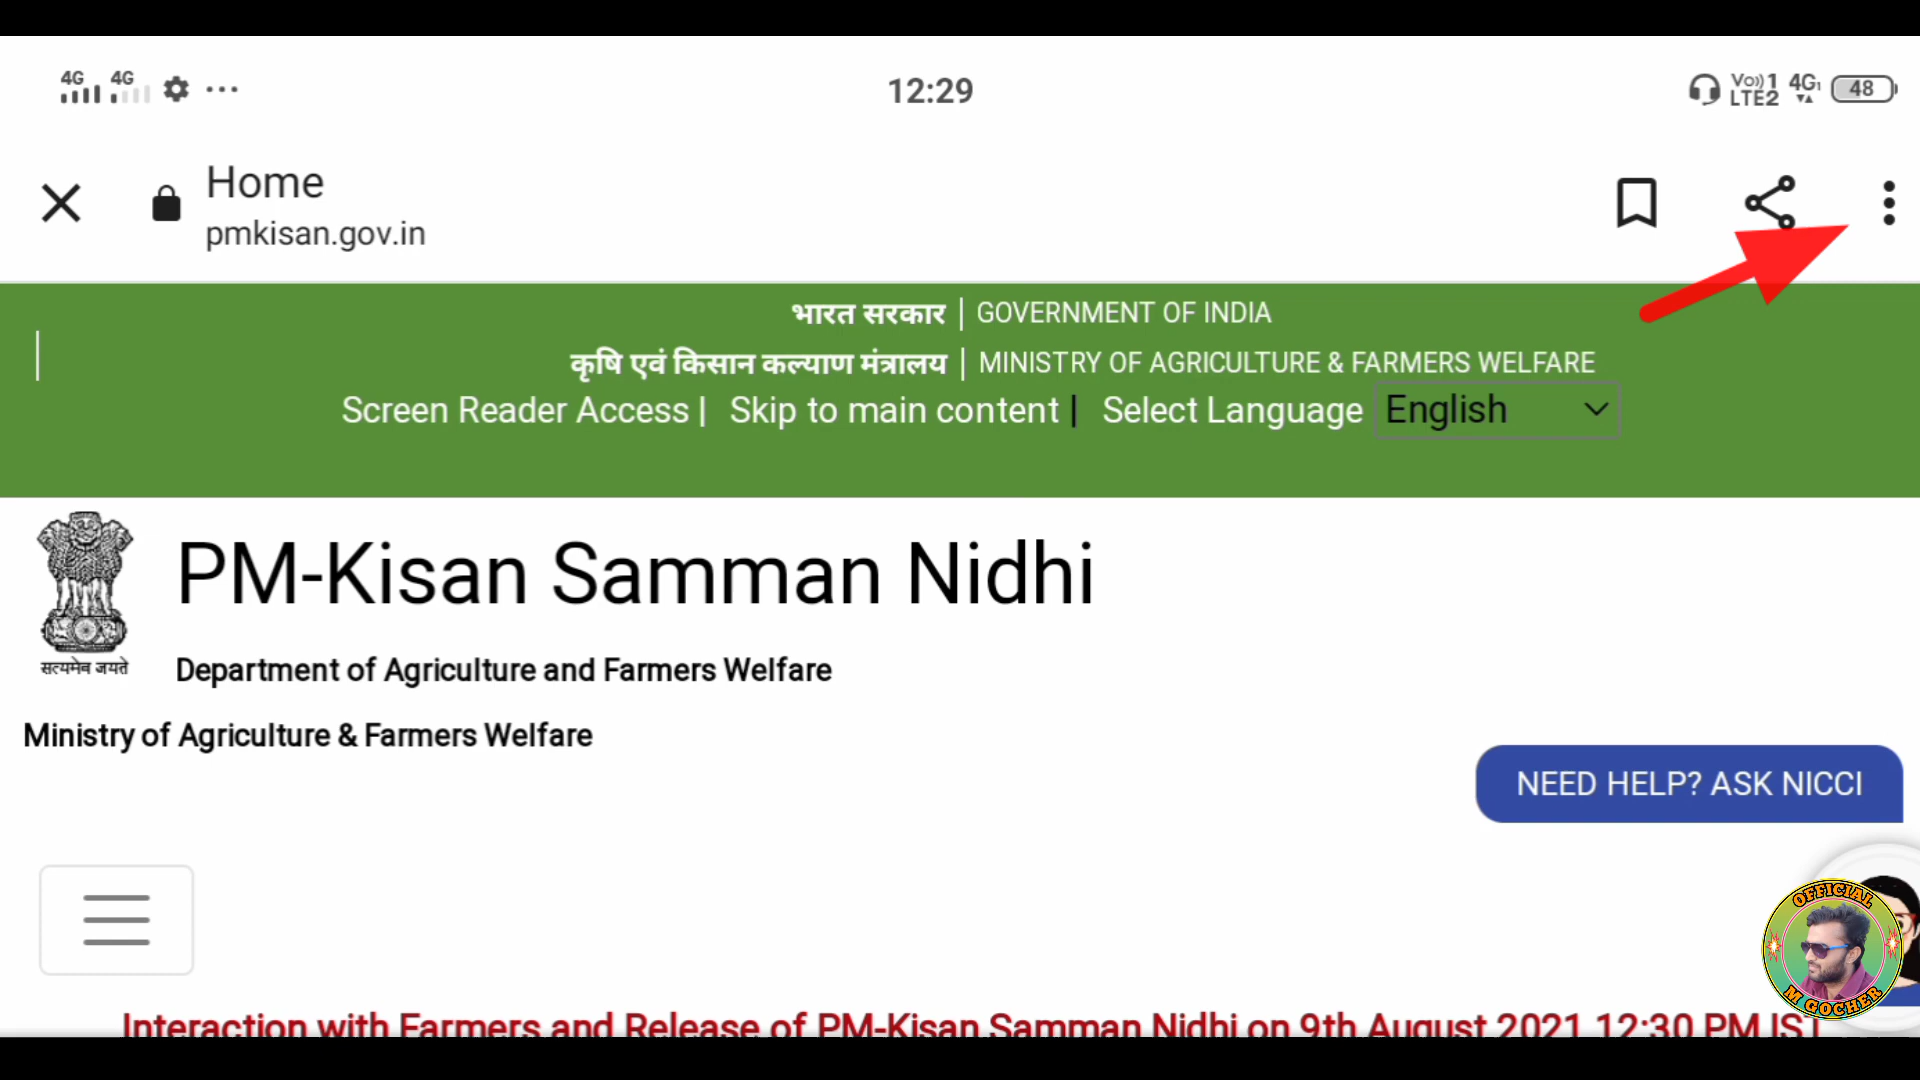 4G 4G
12:29
Vo)) 1 4G1
LTE2
48
Home
pmkisan.gov.in
भारत सरकार | GOVERNMENT OF INDIA
कृषि एवं किसान कल्याण मंत्रालय | MINISTRY OF AGRICULTURE & FARMERS WELFARE
Screen Reader Access | Skip to main content | Select Language English
PM-Kisan Samman Nidhi
सत्यमेव जयते
Department of Agriculture and Farmers Welfare
Ministry of Agriculture & Farmers Welfare
NEED HELP? ASK NICCI
OFFICIAL
M GOCHER
Interaction with Farmers and Release of PM-Kisan Samman Nidhi on 9th August 2021 12:30 PM IST